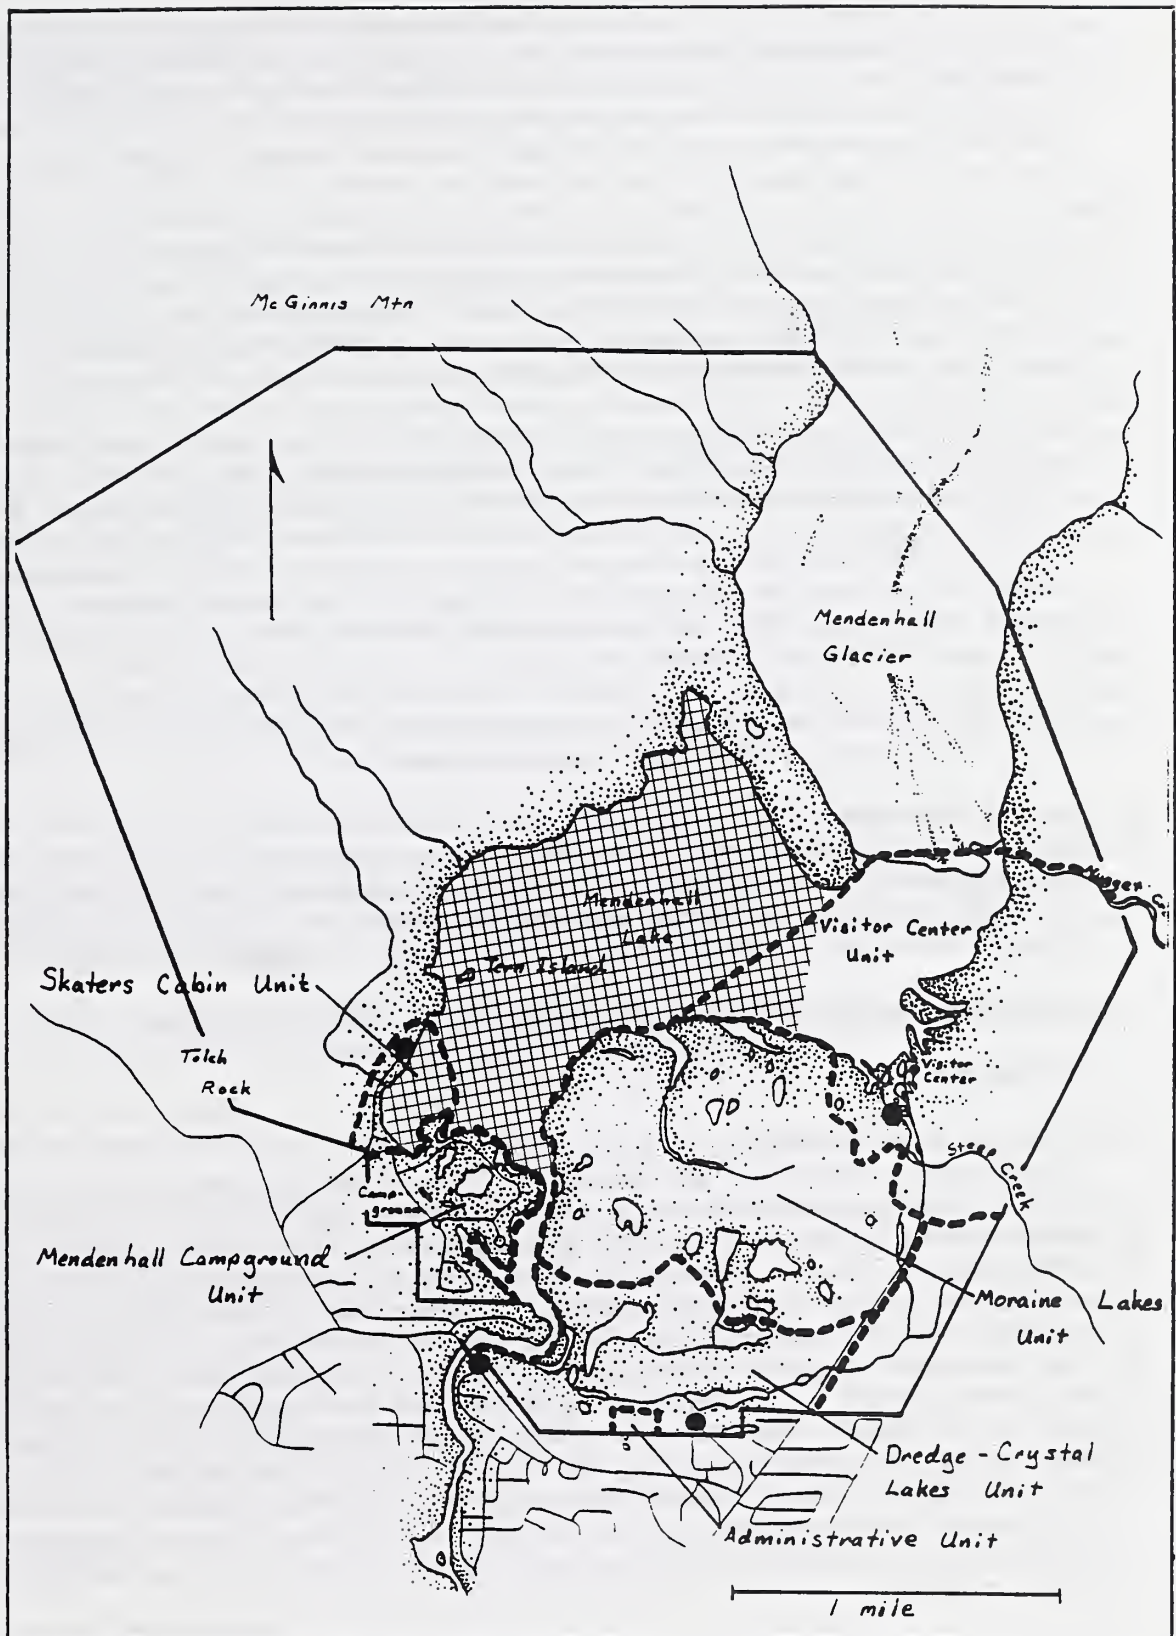 McGinnis Mtn
Mendenhall
Glacier
Mendenhall
Lake
Nugget
Visitor Center
Unit
Tern Island
Skaters Cabin Unit
Tolch
Rock
Visitor
Center
Steep Creek
Camp-
ground
Mendenhall Campground
Unit
Moraine Lakes
Unit
Dredge - Crystal
Lakes Unit
Administrative Unit
1 mile